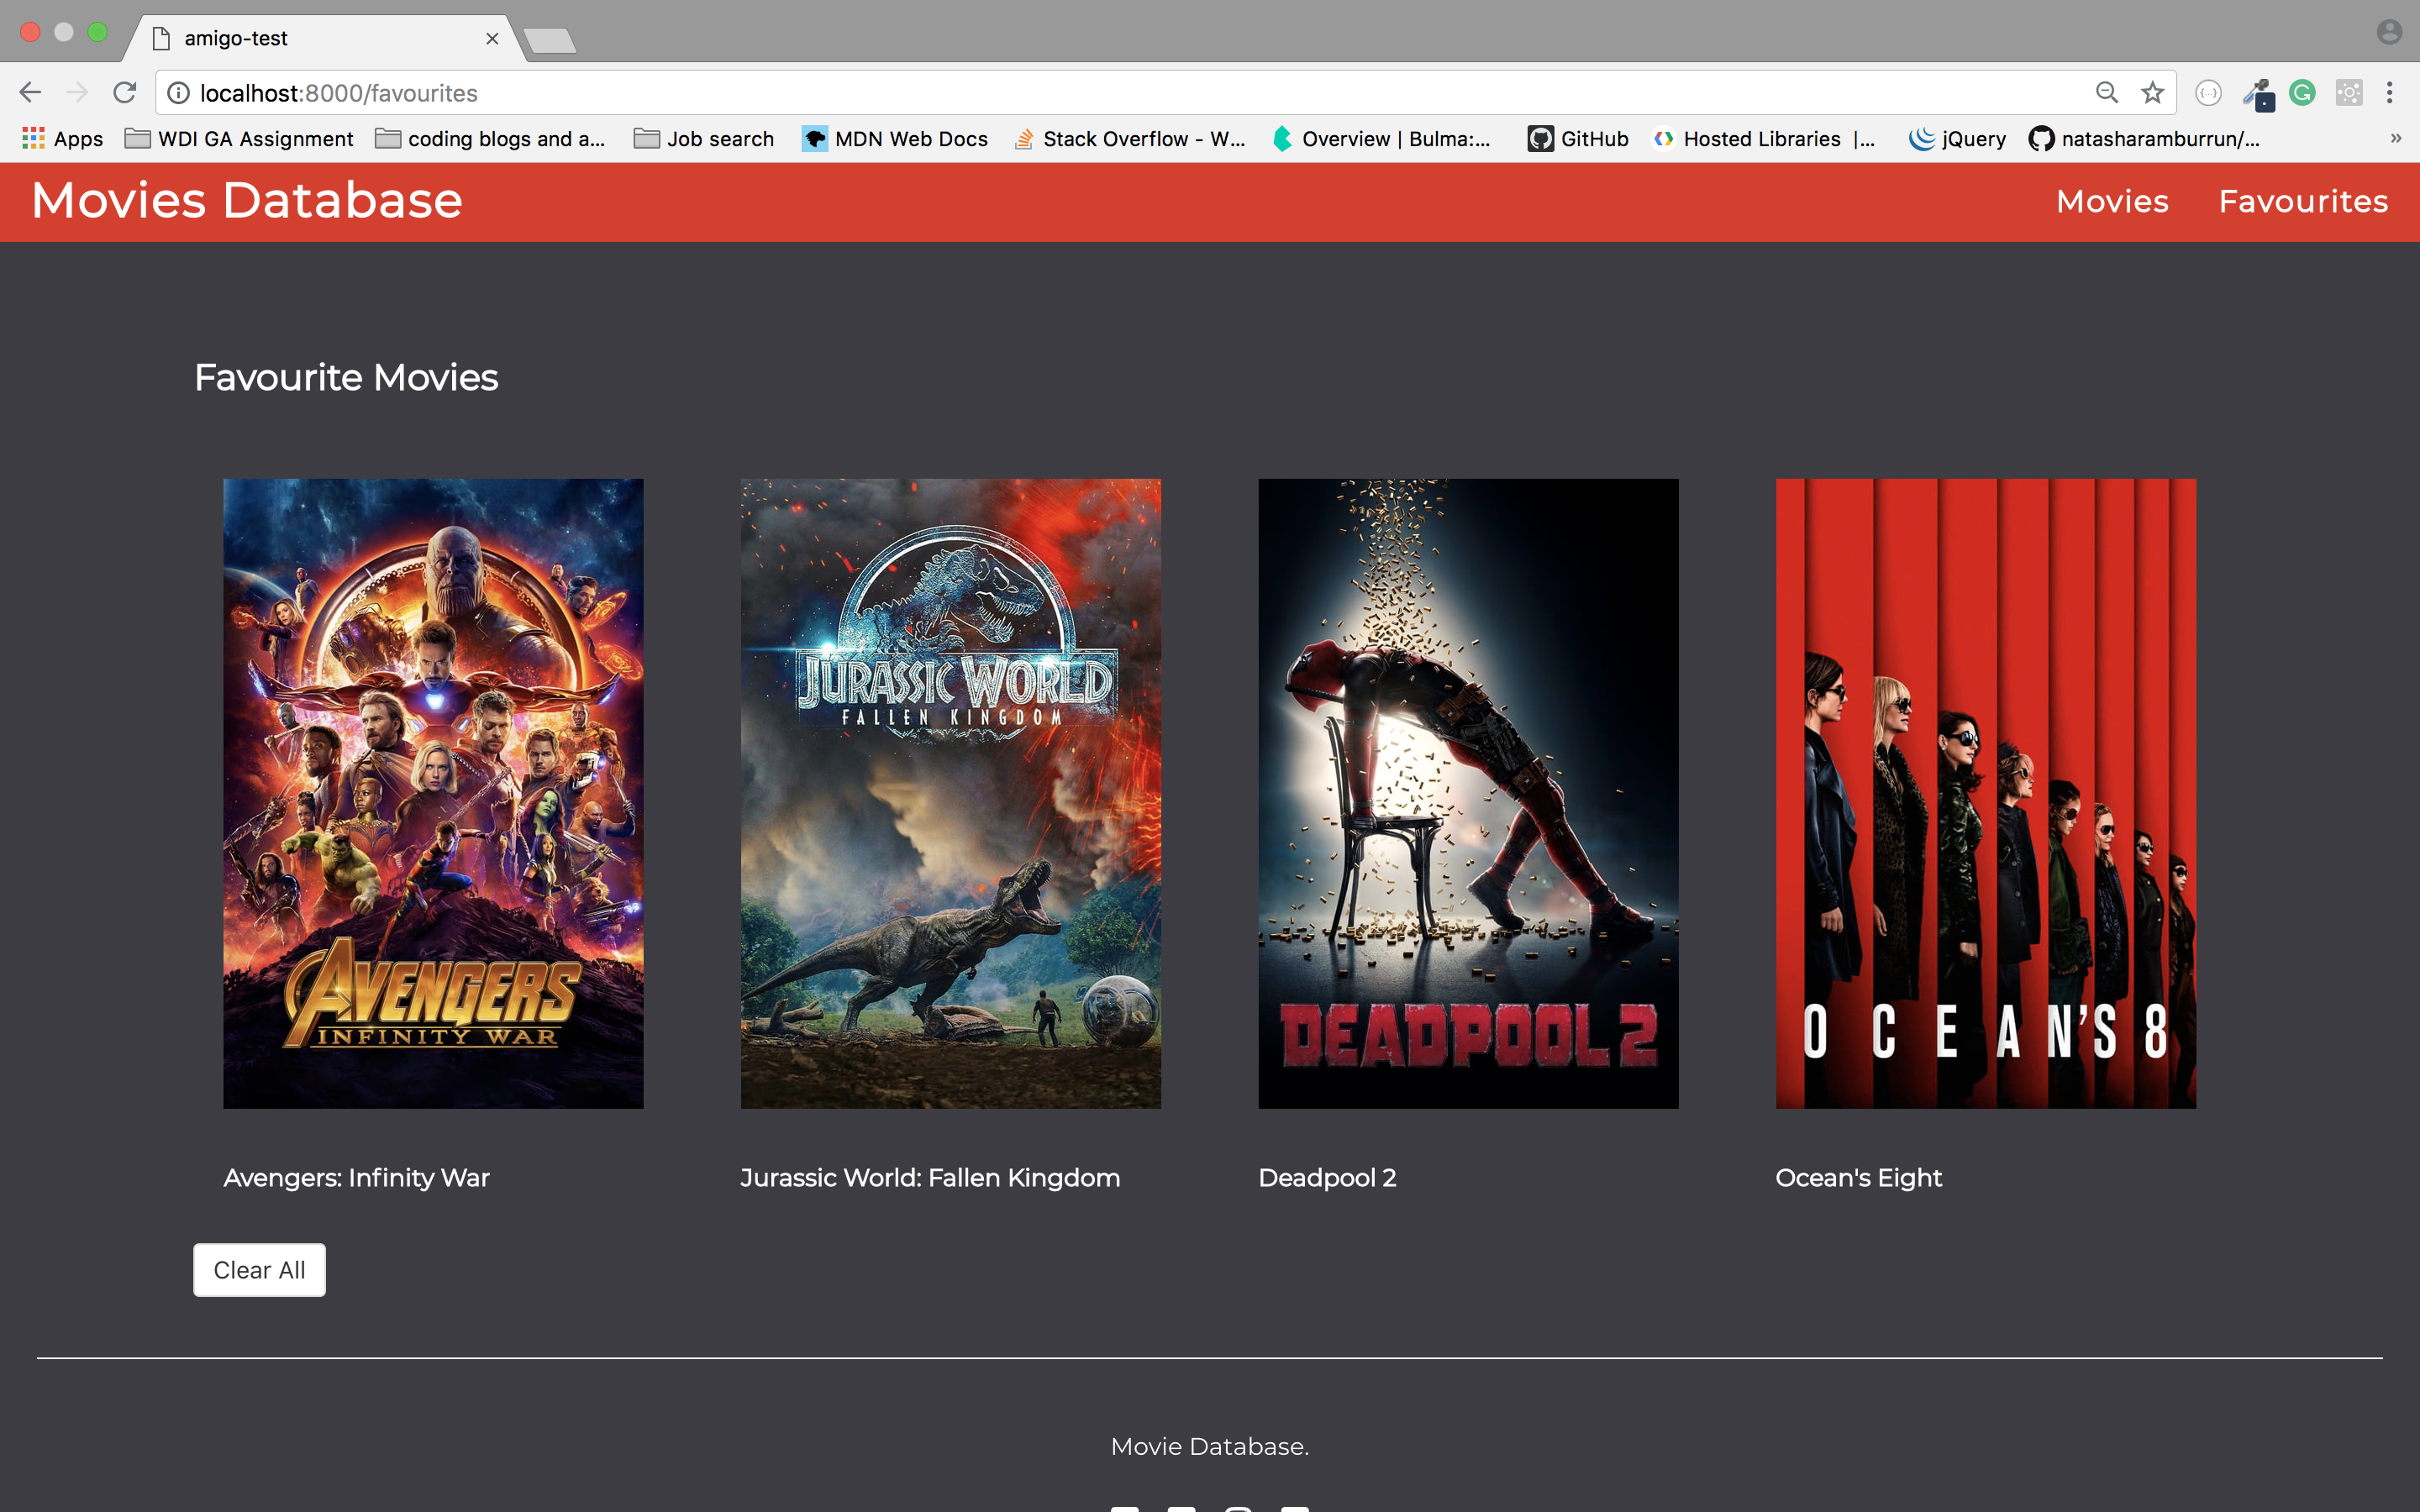 amigo-test
localhost:8000/favourites
Apps WDI GA Assignment coding blogs and a... Job search MDN Web Docs Stack Overflow - W... Overview | Bulma:... GitHub Hosted Libraries |... jQuery natasharamburrun/... »
Movies Database Movies Favourites
Favourite Movies
AVENGERS
INFINITY WAR
JURASSIC WORLD
FALLEN KINGDOM
DEADPOOL 2
OCEAN'S 8
Avengers: Infinity War Jurassic World: Fallen Kingdom Deadpool 2 Ocean's Eight
Clear All
Movie Database.